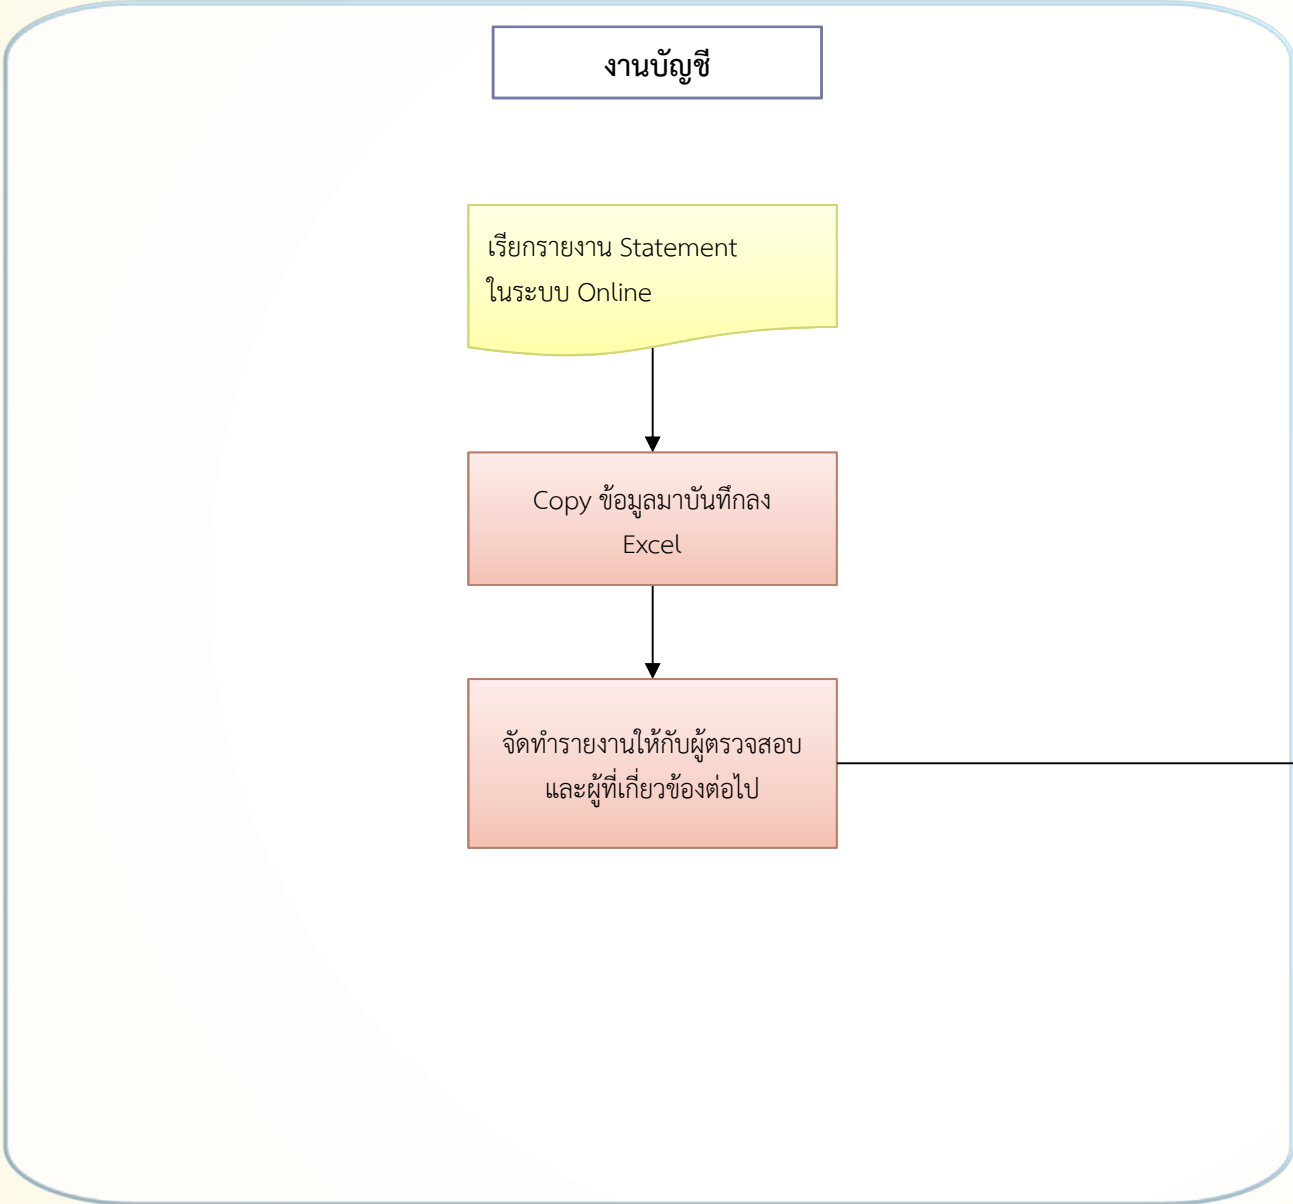 งานบัญชี
เรียกรายงาน Statement
ในระบบ Online
Copy ข้อมูลมาบันทึกลง
Excel
จัดทำรายงานให้กับผู้ตรวจสอบ
และผู้ที่เกี่ยวข้องต่อไป